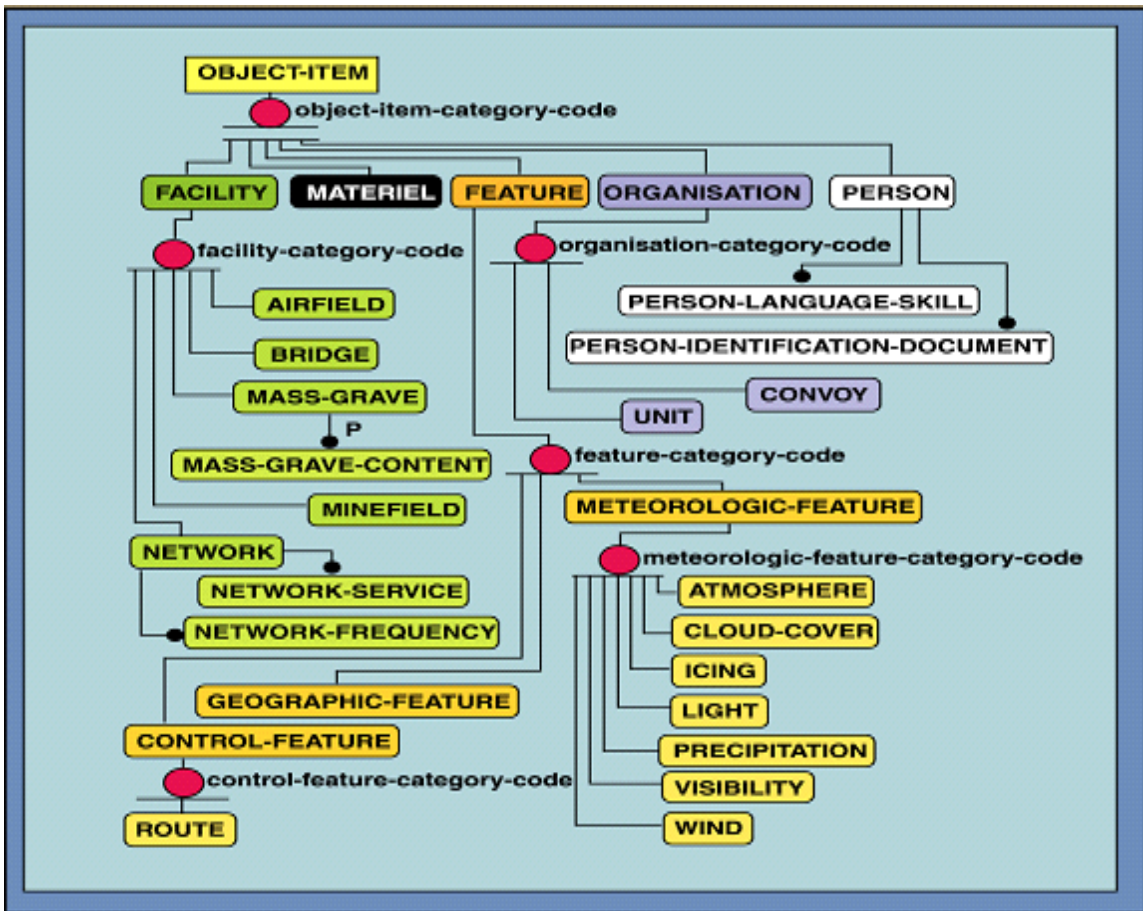 OBJECT-ITEM
object-item-category-code
FACILITY
MATERIEL
FEATURE
ORGANISATION
PERSON
facility-category-code
organisation-category-code
AIRFIELD
PERSON-LANGUAGE-SKILL
BRIDGE
PERSON-IDENTIFICATION-DOCUMENT
MASS-GRAVE
CONVOY
UNIT
P
MASS-GRAVE-CONTENT
feature-category-code
MINEFIELD
METEOROLOGIC-FEATURE
NETWORK
meteorologic-feature-category-code
NETWORK-SERVICE
ATMOSPHERE
NETWORK-FREQUENCY
CLOUD-COVER
ICING
GEOGRAPHIC-FEATURE
LIGHT
CONTROL-FEATURE
PRECIPITATION
control-feature-category-code
VISIBILITY
ROUTE
WIND